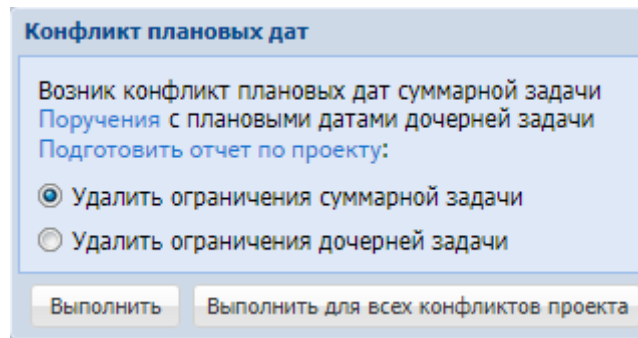 Конфликт плановых дат
Возник конфликт плановых дат суммарной задачи
Поручения с плановыми датами дочерней задачи
Подготовить отчет по проекту:
Удалить ограничения суммарной задачи
Удалить ограничения дочерней задачи
Выполнить Выполнить для всех конфликтов проекта